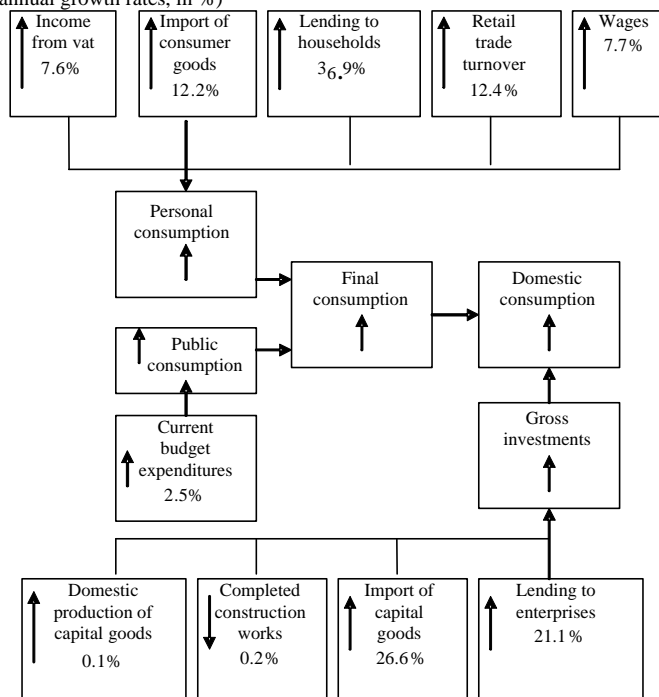 annual growth rates, in %)
Income
from vat
7.6%
Import of
consumer
goods
12.2%
Lending to
households
36.9%
Retail
trade
turnover
12.4%
Wages
7.7%
Personal
consumption
Final
consumption
Domestic
consumption
Public
consumption
Current
budget
expenditures
2.5%
Gross
investments
Domestic
production of
capital goods
0.1%
Completed
construction
works
0.2%
Import of
capital
goods
26.6%
Lending to
enterprises
21.1%